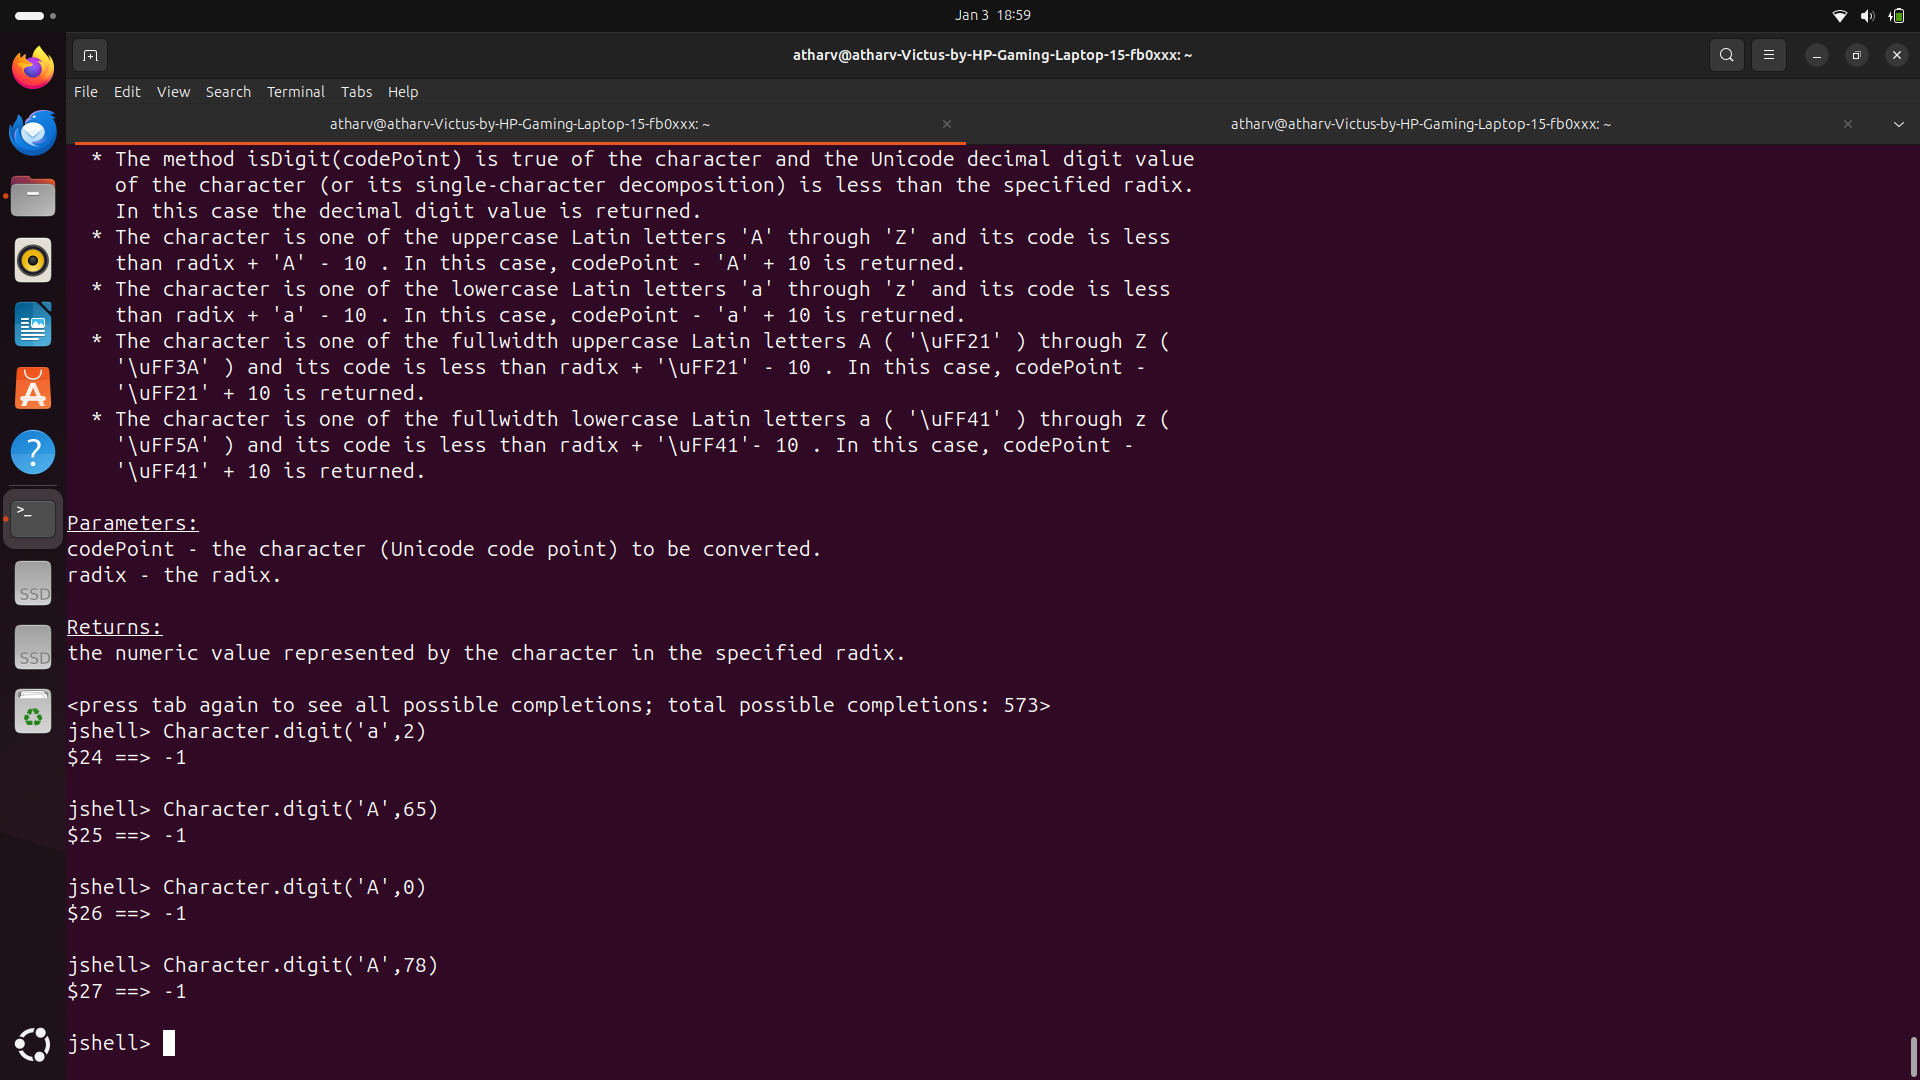 Jan 3 18:59
atharv@atharv-Victus-by-HP-Gaming-Laptop-15-fb0xxx: ~
File Edit View Search Terminal Tabs Help
atharv@atharv-Victus-by-HP-Gaming-Laptop-15-fb0xxx: ~ atharv@atharv-Victus-by-HP-Gaming-Laptop-15-fb0xxx: ~
* The method isDigit(codePoint) is true of the character and the Unicode decimal digit value
of the character (or its single-character decomposition) is less than the specified radix.
In this case the decimal digit value is returned.
* The character is one of the uppercase Latin letters 'A' through 'Z' and its code is less
than radix + 'A' - 10 . In this case, codePoint - 'A' + 10 is returned.
* The character is one of the lowercase Latin letters 'a' through 'z' and its code is less
than radix + 'a' - 10 . In this case, codePoint - 'a' + 10 is returned.
* The character is one of the fullwidth uppercase Latin letters A ( '\uFF21' ) through Z (
'\uFF3A' ) and its code is less than radix + '\uFF21' - 10 . In this case, codePoint -
'\uFF21' + 10 is returned.
* The character is one of the fullwidth lowercase Latin letters a ( '\uFF41' ) through z (
'\uFF5A' ) and its code is less than radix + '\uFF41'- 10 . In this case, codePoint -
'\uFF41' + 10 is returned.
Parameters:
codePoint - the character (Unicode code point) to be converted.
radix - the radix.
Returns:
the numeric value represented by the character in the specified radix.
<press tab again to see all possible completions; total possible completions: 573>
jshell> Character.digit('a',2)
$24 ==> -1
jshell> Character.digit('A',65)
$25 ==> -1
jshell> Character.digit('A',0)
$26 ==> -1
jshell> Character.digit('A',78)
$27 ==> -1
jshell>
>_
SSD
SSD